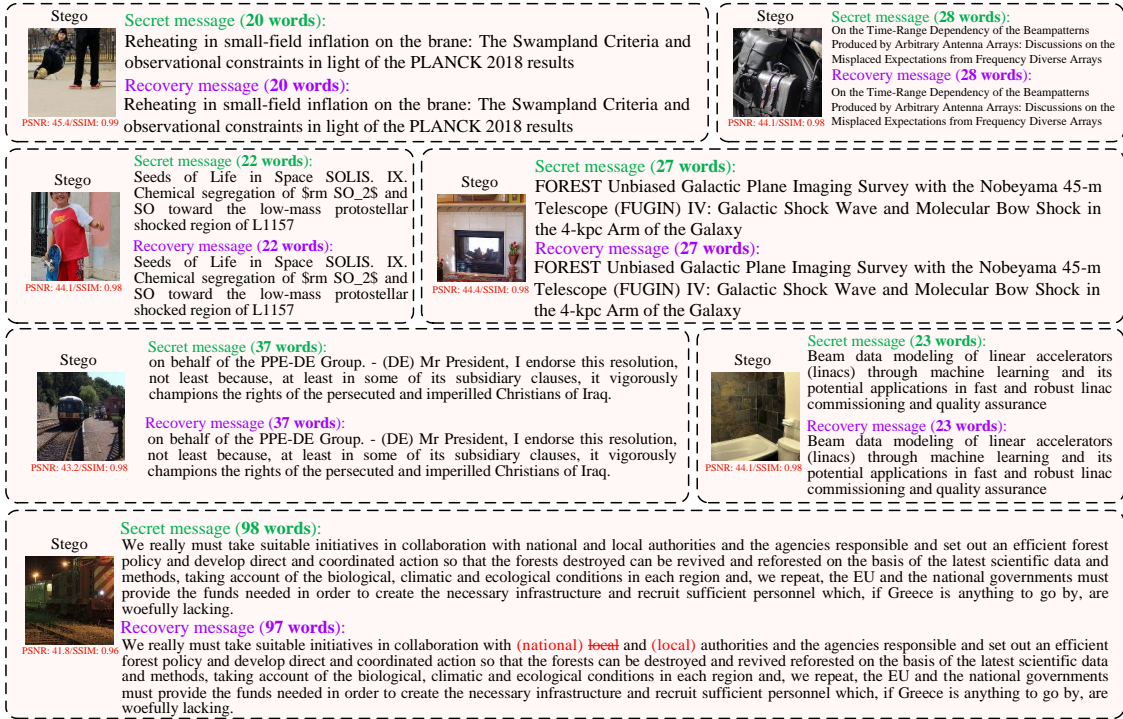 Stego
Secret message (20 words):
Reheating in small-field inflation on the brane: The Swampland Criteria and
observational constraints in light of the PLANCK 2018 results
Recovery message (20 words):
Reheating in small-field inflation on the brane: The Swampland Criteria and
observational constraints in light of the PLANCK 2018 results
PSNR: 45.4/SSIM: 0.99
Stego
Secret message (28 words):
On the Time-Range Dependency of the Beampatterns
Produced by Arbitrary Antenna Arrays: Discussions on the
Misplaced Expectations from Frequency Diverse Arrays
Recovery message (28 words):
On the Time-Range Dependency of the Beampatterns
Produced by Arbitrary Antenna Arrays: Discussions on the
Misplaced Expectations from Frequency Diverse Arrays
PSNR: 44.1/SSIM: 0.98
Stego
Secret message (22 words):
Seeds of Life in Space SOLIS. IX.
Chemical segregation of $rm SO_2$ and
SO toward the low-mass protostellar
shocked region of L1157
Recovery message (22 words):
Seeds of Life in Space SOLIS. IX.
Chemical segregation of $rm SO_2$ and
SO toward the low-mass protostellar
shocked region of L1157
PSNR: 44.1/SSIM: 0.98
Stego
Secret message (27 words):
FOREST Unbiased Galactic Plane Imaging Survey with the Nobeyama 45-m
Telescope (FUGIN) IV: Galactic Shock Wave and Molecular Bow Shock in
the 4-kpc Arm of the Galaxy
Recovery message (27 words):
FOREST Unbiased Galactic Plane Imaging Survey with the Nobeyama 45-m
Telescope (FUGIN) IV: Galactic Shock Wave and Molecular Bow Shock in
the 4-kpc Arm of the Galaxy
PSNR: 44.4/SSIM: 0.98
Stego
Secret message (37 words):
on behalf of the PPE-DE Group. - (DE) Mr President, I endorse this resolution,
not least because, at least in some of its subsidiary clauses, it vigorously
champions the rights of the persecuted and imperilled Christians of Iraq.
Recovery message (37 words):
on behalf of the PPE-DE Group. - (DE) Mr President, I endorse this resolution,
not least because, at least in some of its subsidiary clauses, it vigorously
champions the rights of the persecuted and imperilled Christians of Iraq.
PSNR: 43.2/SSIM: 0.98
Stego
Secret message (23 words):
Beam data modeling of linear accelerators
(linacs) through machine learning and its
potential applications in fast and robust linac
commissioning and quality assurance
Recovery message (23 words):
Beam data modeling of linear accelerators
(linacs) through machine learning and its
potential applications in fast and robust linac
commissioning and quality assurance
PSNR: 44.1/SSIM: 0.98
Stego
Secret message (98 words):
We really must take suitable initiatives in collaboration with national and local authorities and the agencies responsible and set out an efficient forest
policy and develop direct and coordinated action so that the forests destroyed can be revived and reforested on the basis of the latest scientific data and
methods, taking account of the biological, climatic and ecological conditions in each region and, we repeat, the EU and the national governments must
provide the funds needed in order to create the necessary infrastructure and recruit sufficient personnel which, if Greece is anything to go by, are
woefully lacking.
Recovery message (97 words):
We really must take suitable initiatives in collaboration with (national) local and (local) authorities and the agencies responsible and set out an efficient
forest policy and develop direct and coordinated action so that the forests can be destroyed and revived reforested on the basis of the latest scientific data
and methods, taking account of the biological, climatic and ecological conditions in each region and, we repeat, the EU and the national governments
must provide the funds needed in order to create the necessary infrastructure and recruit sufficient personnel which, if Greece is anything to go by, are
woefully lacking.
PSNR: 41.8/SSIM: 0.96